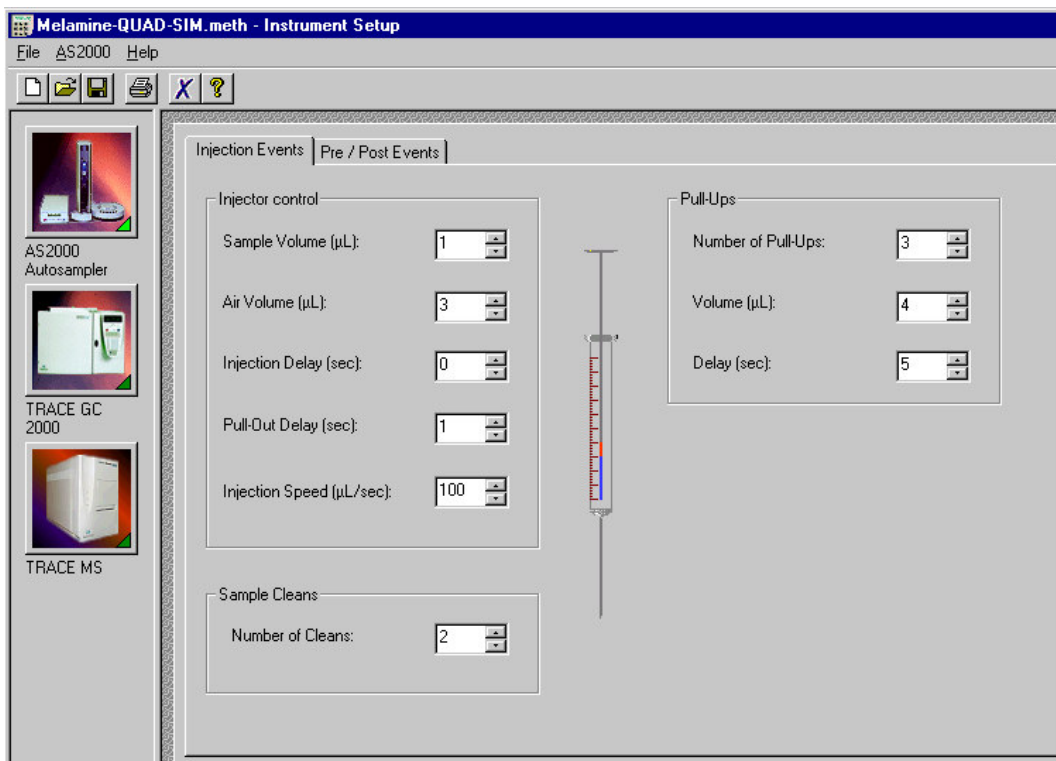 Melamine-QUAD-SIM.meth - Instrument Setup
File AS2000 Help
AS2000
Autosampler
TRACE GC
2000
TRACE MS
Injection Events
Pre / Post Events
Injector control
Sample Volume (µL): 1
Air Volume (µL): 3
Injection Delay (sec): 0
Pull-Out Delay (sec): 1
Injection Speed (µL/sec): 100
Sample Cleans
Number of Cleans: 2
Pull-Ups
Number of Pull-Ups: 3
Volume (µL): 4
Delay (sec): 5